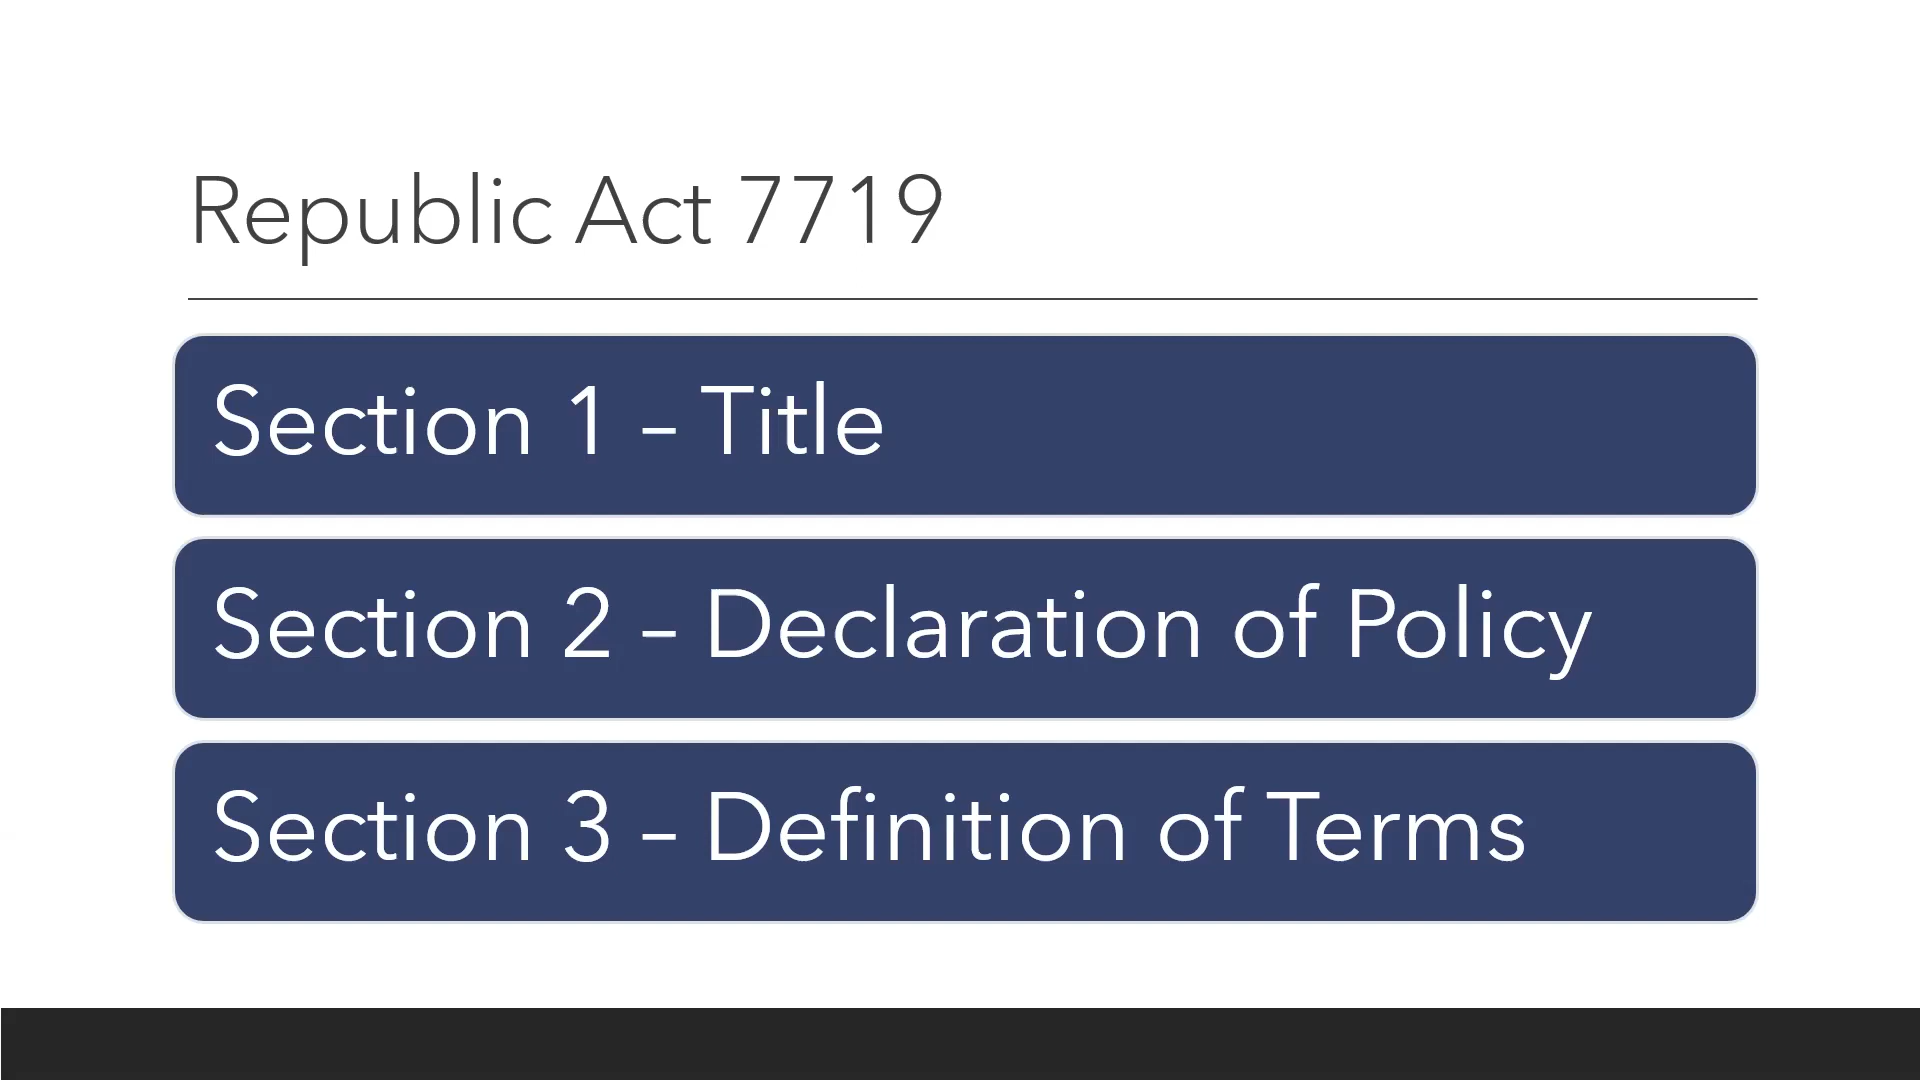 Republic Act 7719
Section 1 – Title
Section 2 – Declaration of Policy
Section 3 – Definition of Terms